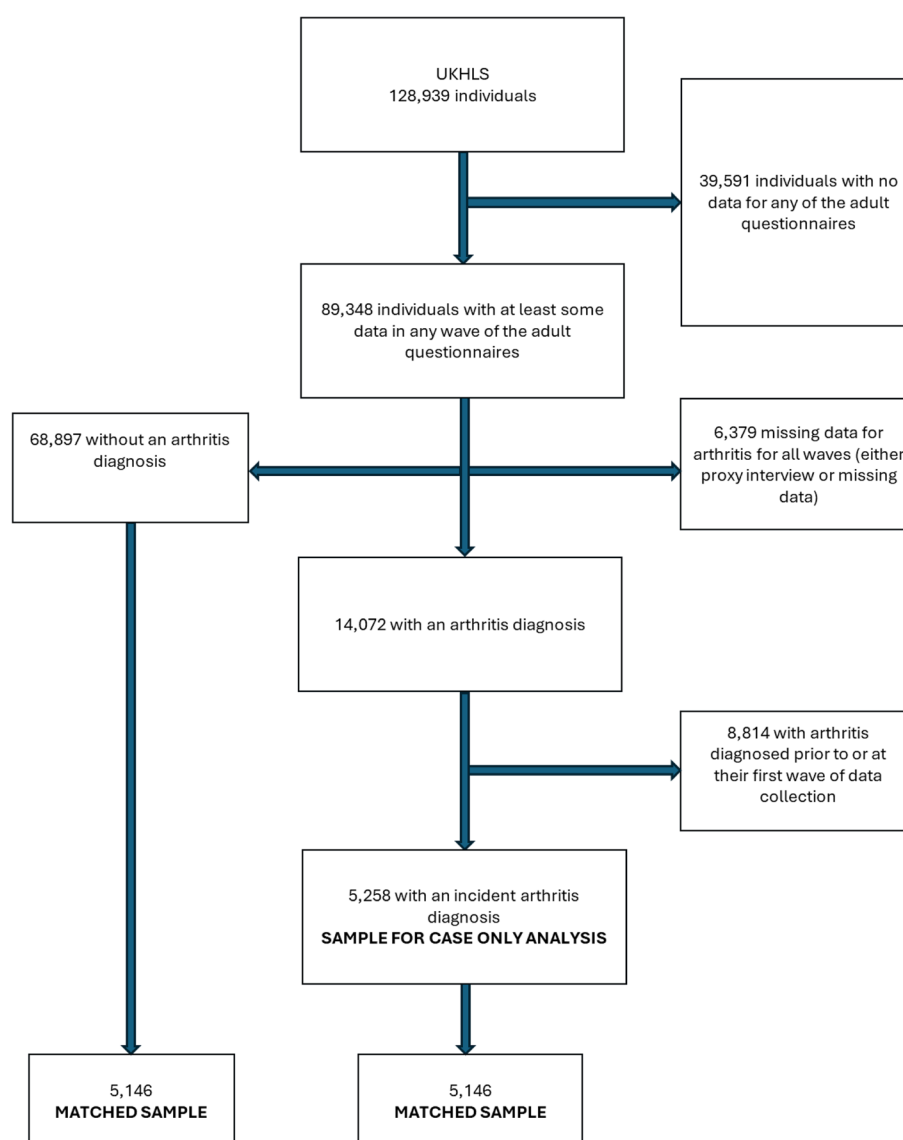 UKHLS
128,939 individuals
39,591 individuals with no
data for any of the adult
questionnaires
89,348 individuals with at least some
data in any wave of the adult
questionnaires
68,897 without an arthritis
diagnosis
6,379 missing data for
arthritis for all waves (either
proxy interview or missing
data)
14,072 with an arthritis diagnosis
8,814 with arthritis
diagnosed prior to or at
their first wave of data
collection
5,258 with an incident arthritis
diagnosis
SAMPLE FOR CASE ONLY ANALYSIS
5,146
MATCHED SAMPLE
5,146
MATCHED SAMPLE